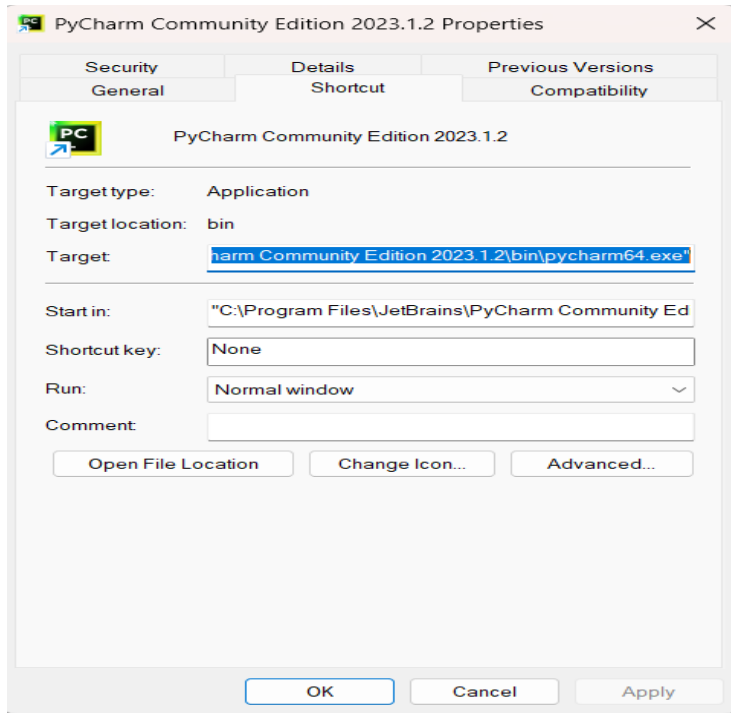 PyCharm Community Edition 2023.1.2 Properties
Security Details Previous Versions
General Shortcut Compatibility
PC
PyCharm Community Edition 2023.1.2
Target type: Application
Target location: bin
Target: harm Community Edition 2023.1.2\bin\pycharm64.exe"
Start in: "C:\Program Files\JetBrains\PyCharm Community Ed
Shortcut key: None
Run: Normal window
Comment:
Open File Location Change Icon... Advanced...
OK Cancel Apply